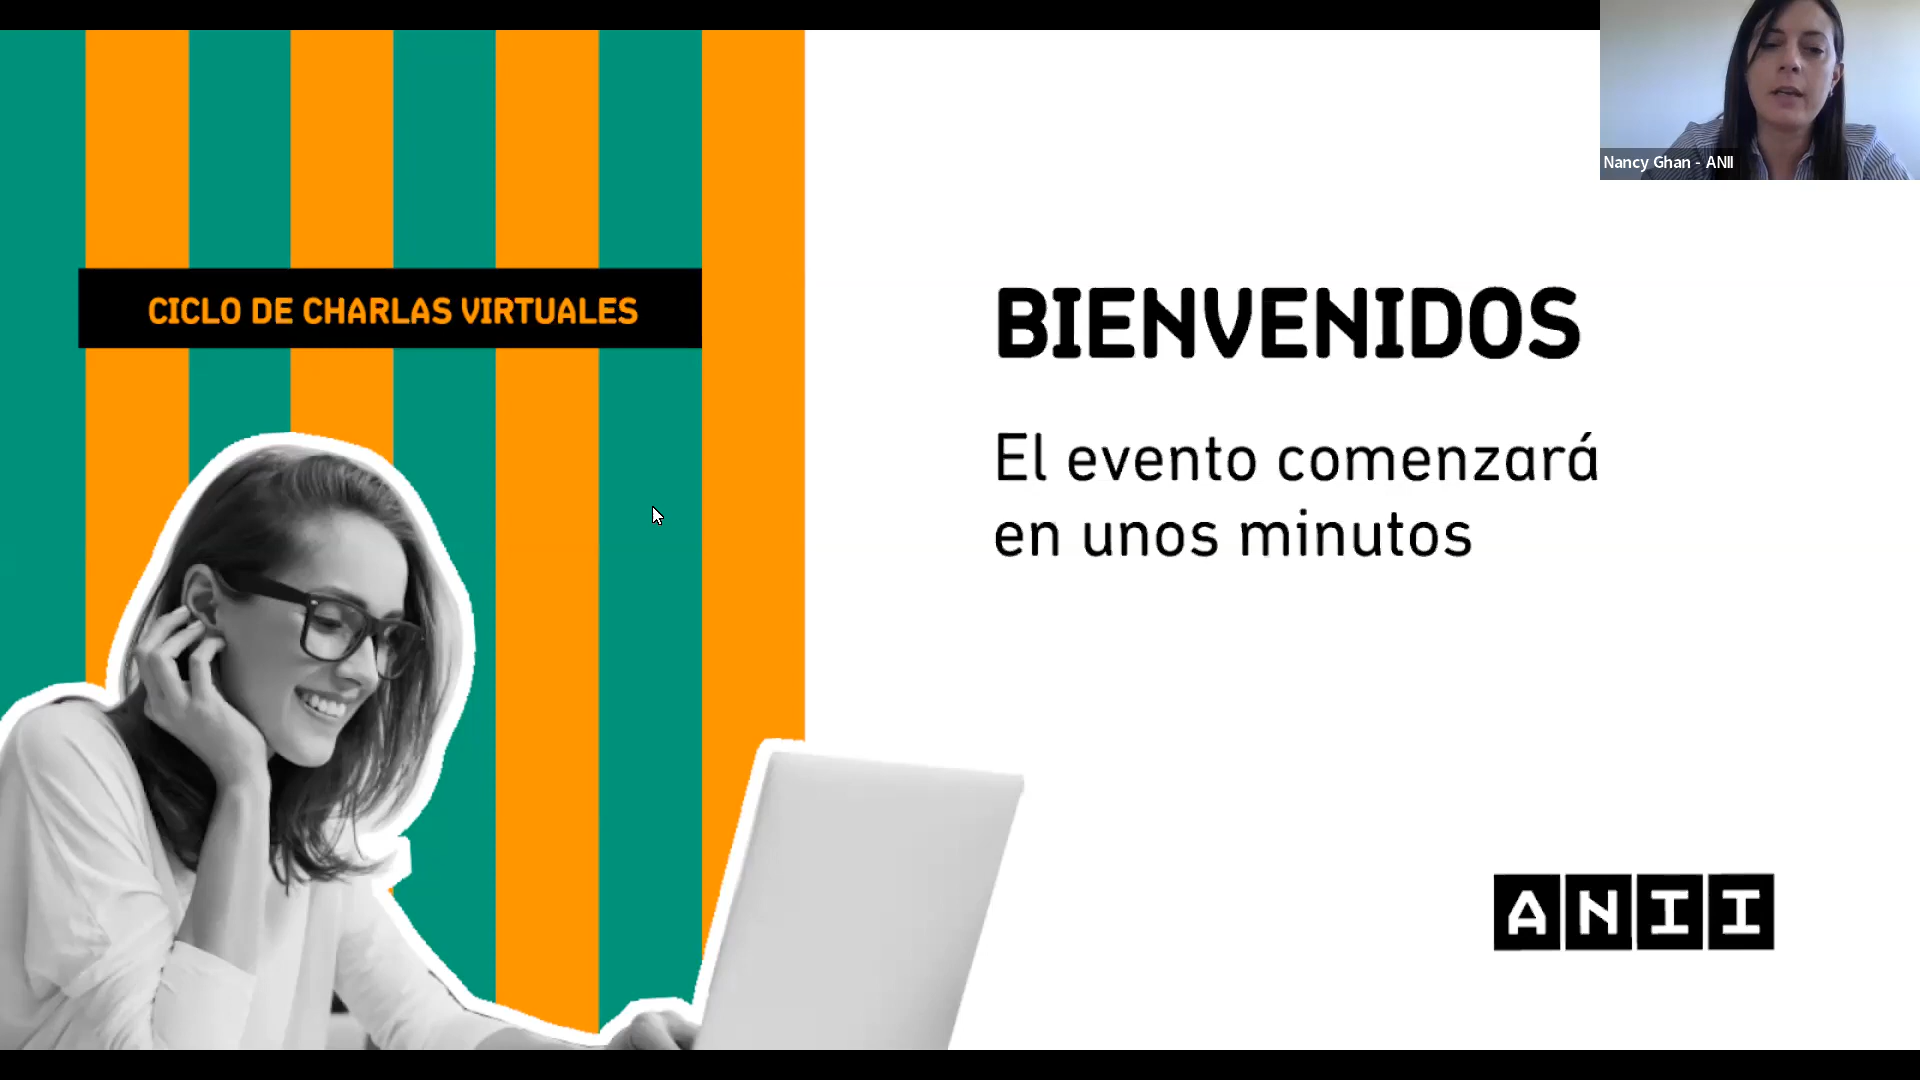 Nancy Ghan - ANII
CICLO DE CHARLAS VIRTUALES
BIENVENIDOS
El evento comenzará
en unos minutos
ANII